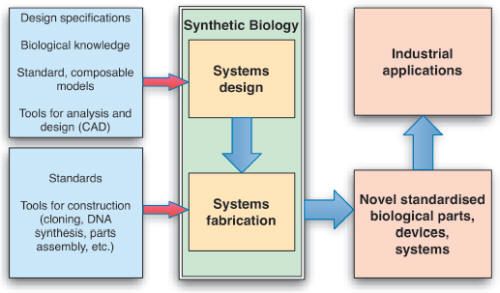 Design specifications
Biological knowledge
Standard, composable
models
Tools for analysis and
design (CAD)
Standards
Tools for construction
(cloning, DNA
synthesis, parts
assembly, etc.)
Synthetic Biology
Systems
design
Systems
fabrication
Industrial
applications
Novel standardised
biological parts,
devices,
systems